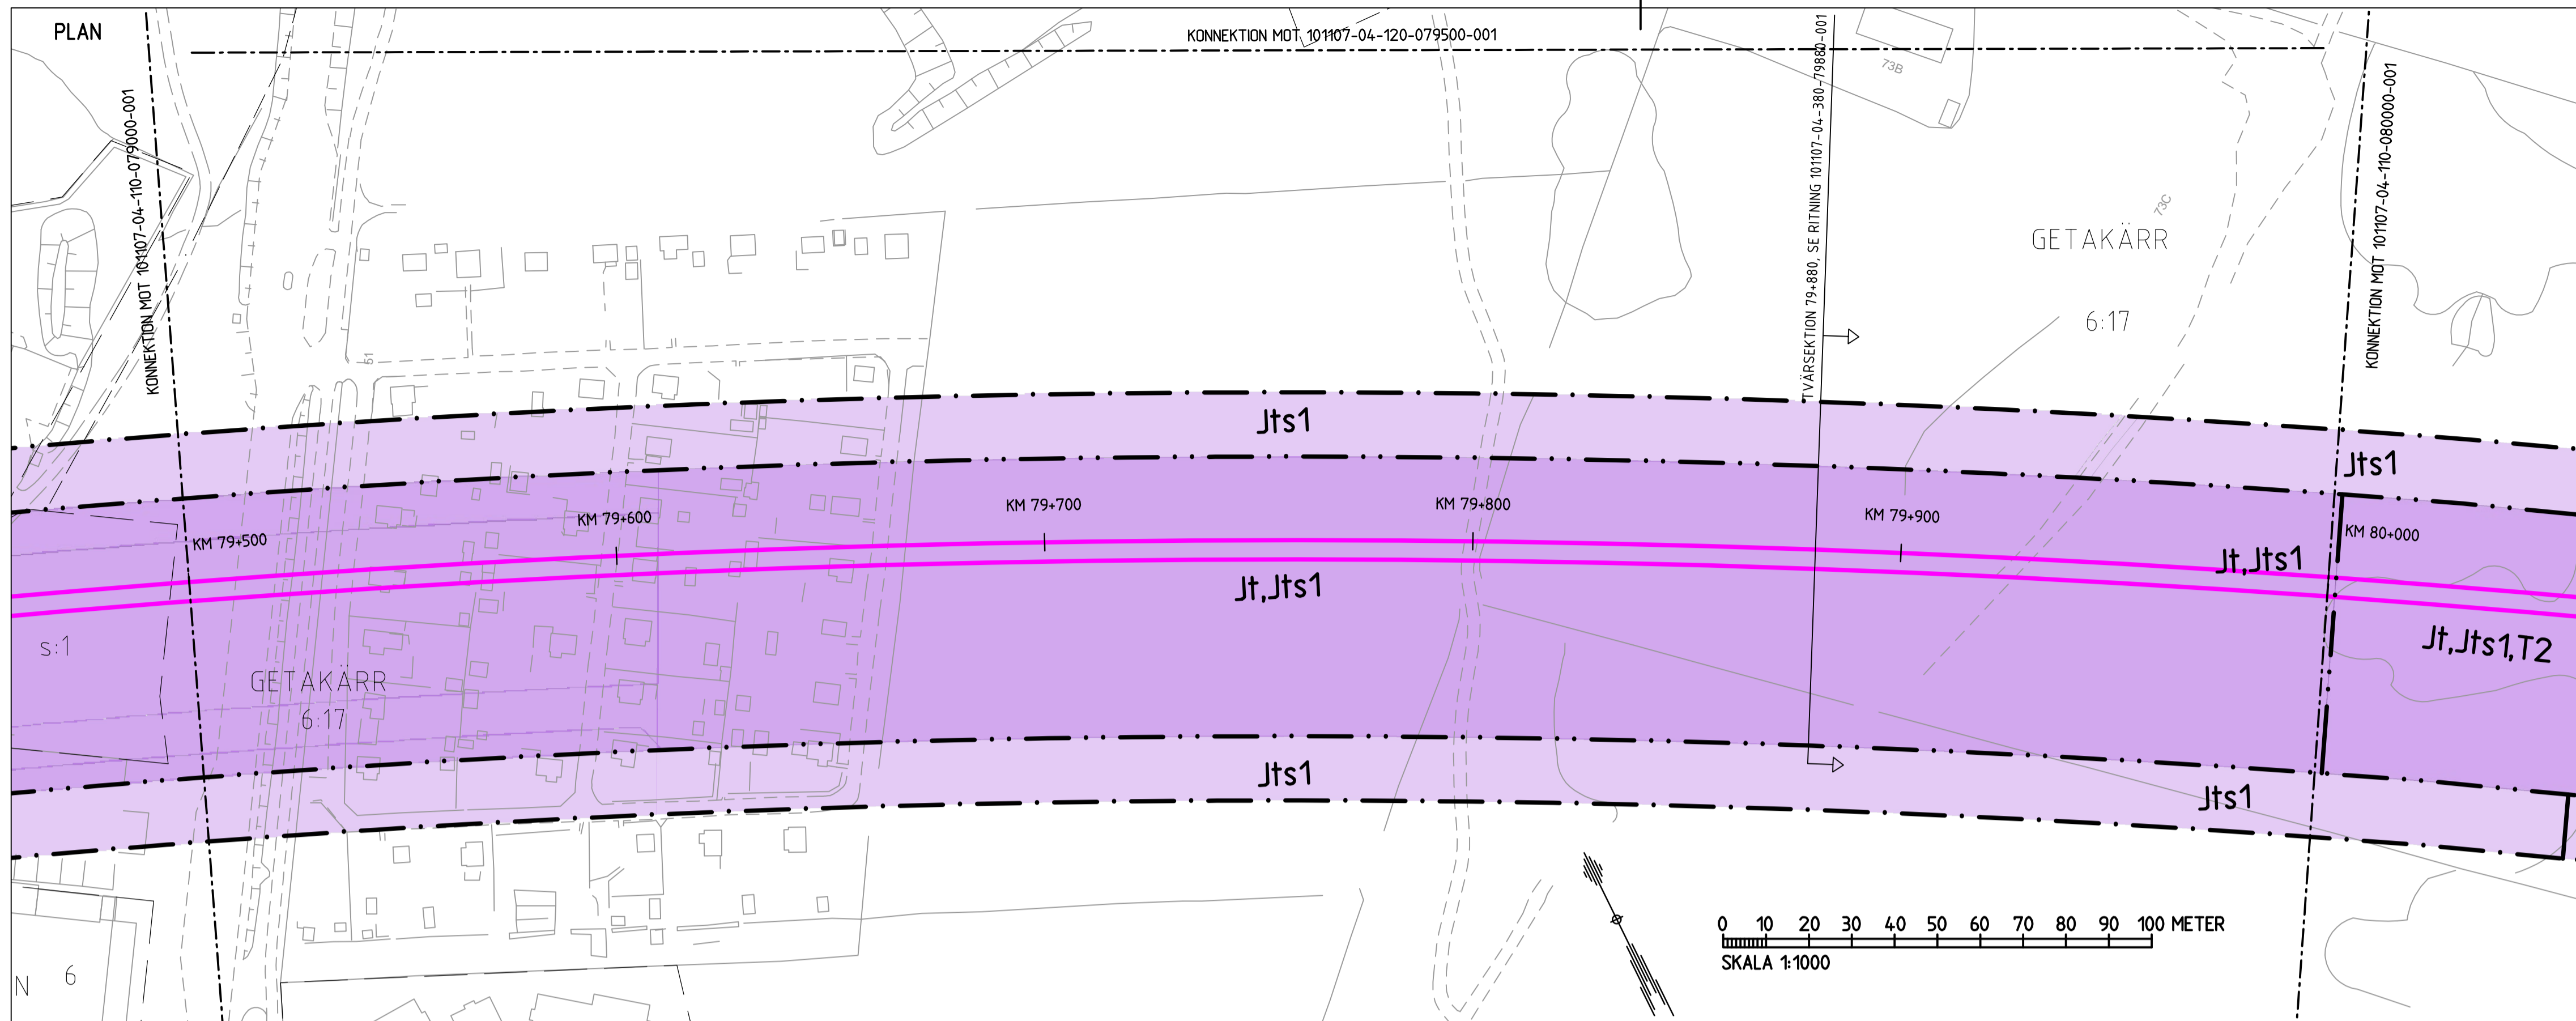 PLAN
KONNEKTION MOT 101107-04-120-079500-001
KONNEKTION MOT 101107-04-110-079000-001
TVÄRSEKTION 79+880, SE RITNING 101107-04-380-79880-001
KONNEKTION MOT 101107-04-110-080000-001
73B
73C
GETAKÄRR
6:17
51
Jts1
Jts1
KM 79+500
KM 79+600
KM 79+700
KM 79+800
KM 79+900
KM 80+000
Jt,Jts1
Jt,Jts1
Jt,Jts1,T2
s:1
GETAKÄRR
6:17
Jts1
Jts1
N 6
0 10 20 30 40 50 60 70 80 90 100 METER
SKALA 1:1000